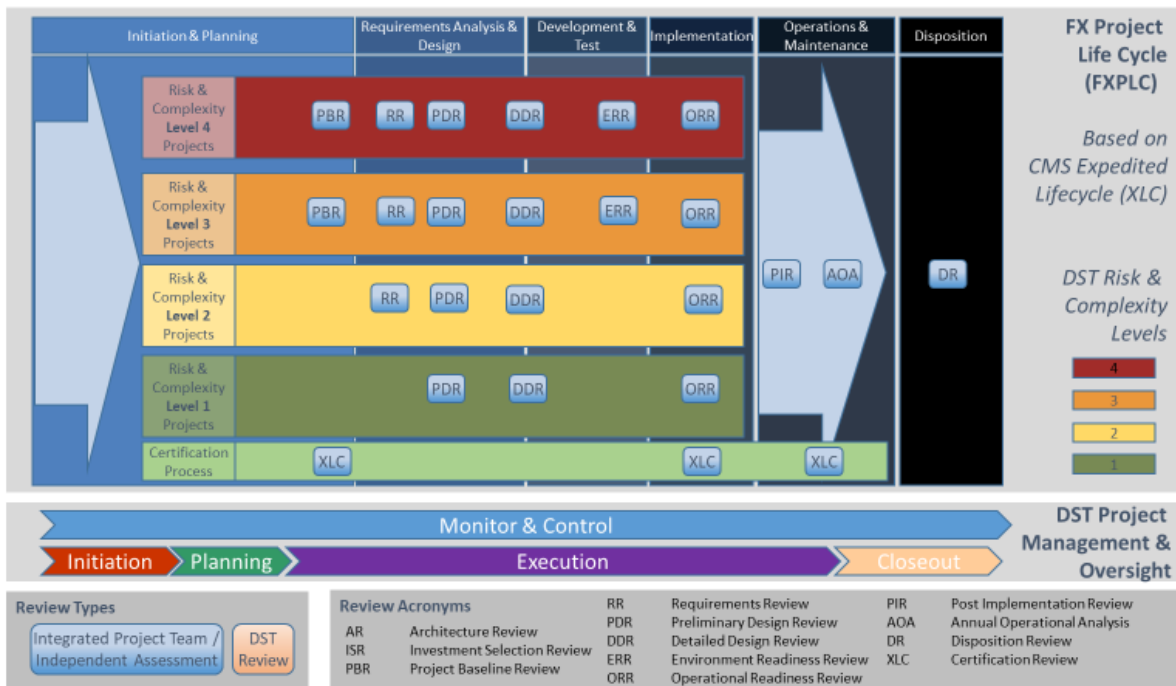 Initiation & Planning
Requirements Analysis &
Design
Development &
Test
Implementation
Operations &
Maintenance
Disposition
FX Project
Life Cycle
(FXPLC)
Based on
CMS Expedited
Lifecycle (XLC)
DST Risk &
Complexity
Levels
4
3
2
1
Risk &
Complexity
Level 4
Projects
PBR
RR
PDR
DDR
ERR
ORR
Risk &
Complexity
Level 3
Projects
PBR
RR
PDR
DDR
ERR
ORR
Risk &
Complexity
Level 2
Projects
RR
PDR
DDR
ORR
PIR
AOA
DR
Risk &
Complexity
Level 1
Projects
PDR
DDR
ORR
Certification
Process
XLC
XLC
XLC
Monitor & Control
Initiation
Planning
Execution
Closeout
DST Project
Management &
Oversight
Review Types
Integrated Project Team /
Independent Assessment
DST
Review
Review Acronyms
AR Architecture Review
ISR Investment Selection Review
PBR Project Baseline Review
RR Requirements Review
PDR Preliminary Design Review
DDR Detailed Design Review
ERR Environment Readiness Review
ORR Operational Readiness Review
PIR Post Implementation Review
AOA Annual Operational Analysis
DR Disposition Review
XLC Certification Review